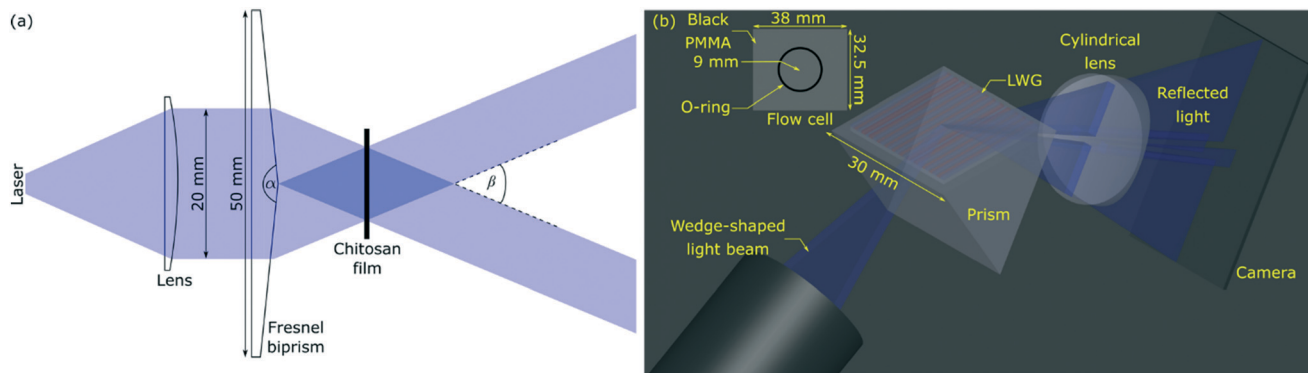 (a)
Laser
20 mm
50 mm
α
β
Lens
Chitosan
film
Fresnel
biprism
(b)
Black
PMMA
9 mm
O-ring
38 mm
32.5 mm
Flow cell
Cylindrical
lens
LWG
Reflected
light
30 mm
Prism
Wedge-shaped
light beam
Camera